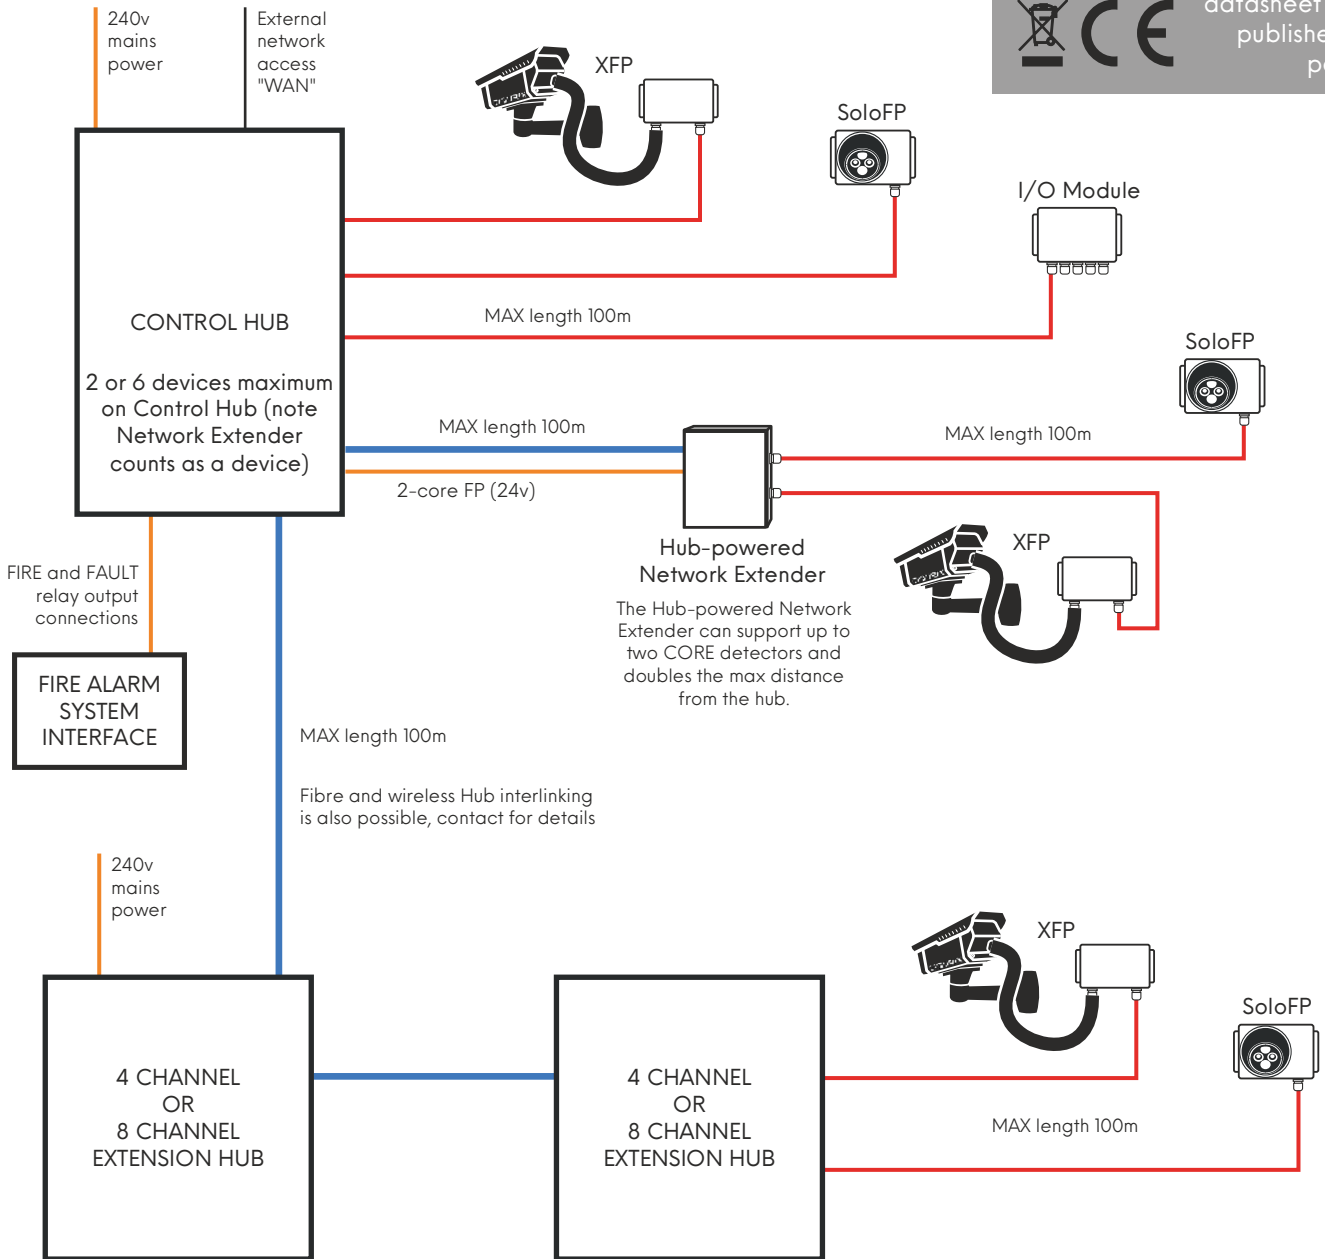 240v
mains
power
External
network
access
"WAN"
datasheet
XFP
SoloFP
I/O Module
CONTROL HUB
2 or 6 devices maximum
on Control Hub (note
Network Extender
counts as a device)
MAX length 100m
MAX length 100m
2-core FP (24v)
SoloFP
MAX length 100m
Hub-powered
Network Extender
The Hub-powered Network
Extender can support up to
two CORE detectors and
doubles the max distance
from the hub.
XFP
FIRE and FAULT
relay output
connections
FIRE ALARM
SYSTEM
INTERFACE
MAX length 100m
Fibre and wireless Hub interlinking
is also possible, contact for details
240v
mains
power
4 CHANNEL
OR
8 CHANNEL
EXTENSION HUB
4 CHANNEL
OR
8 CHANNEL
EXTENSION HUB
XFP
SoloFP
MAX length 100m